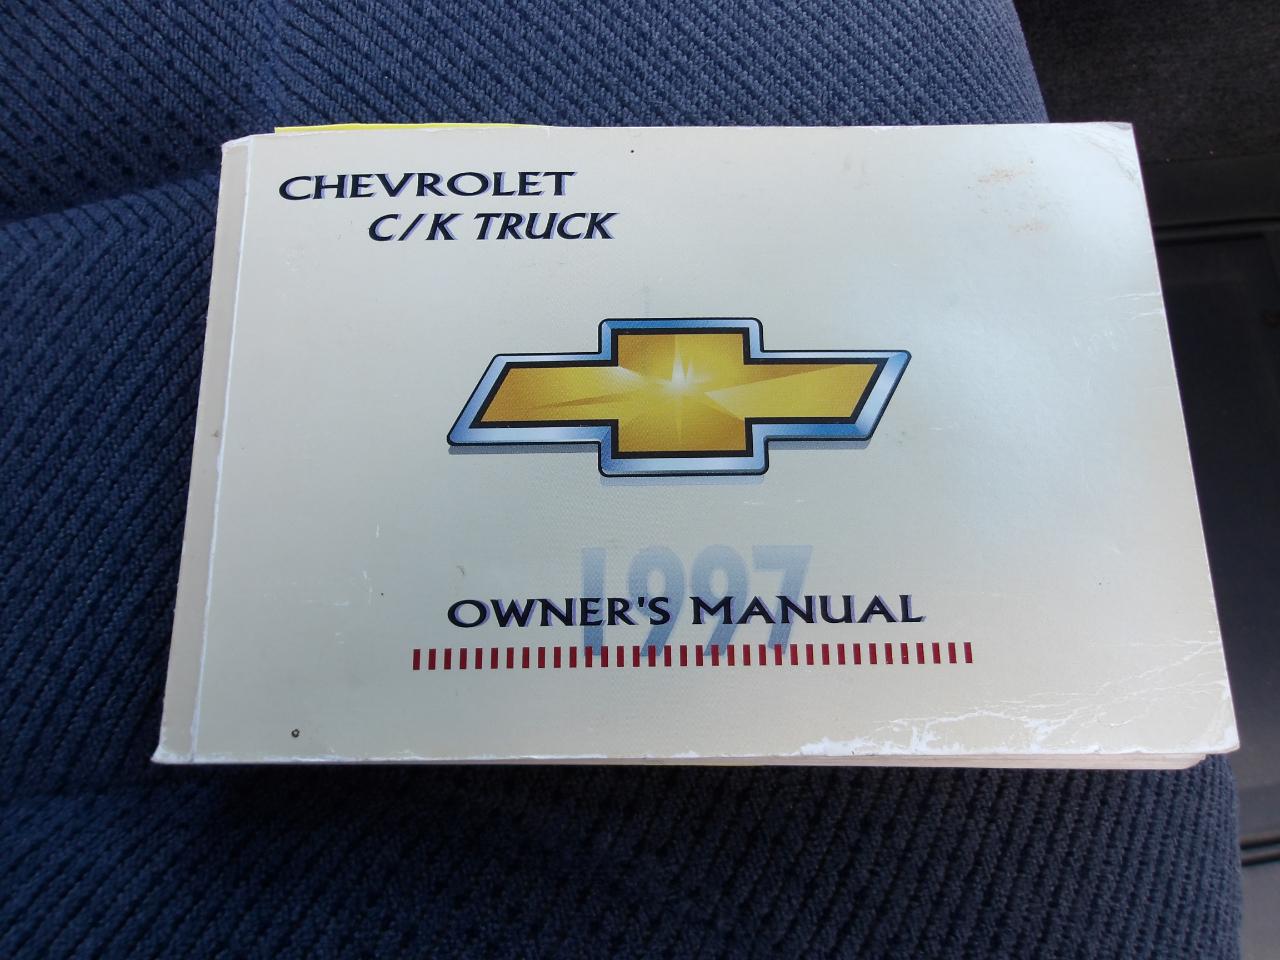 CHEVROLET
C/K TRUCK
1997
OWNER'S MANUAL